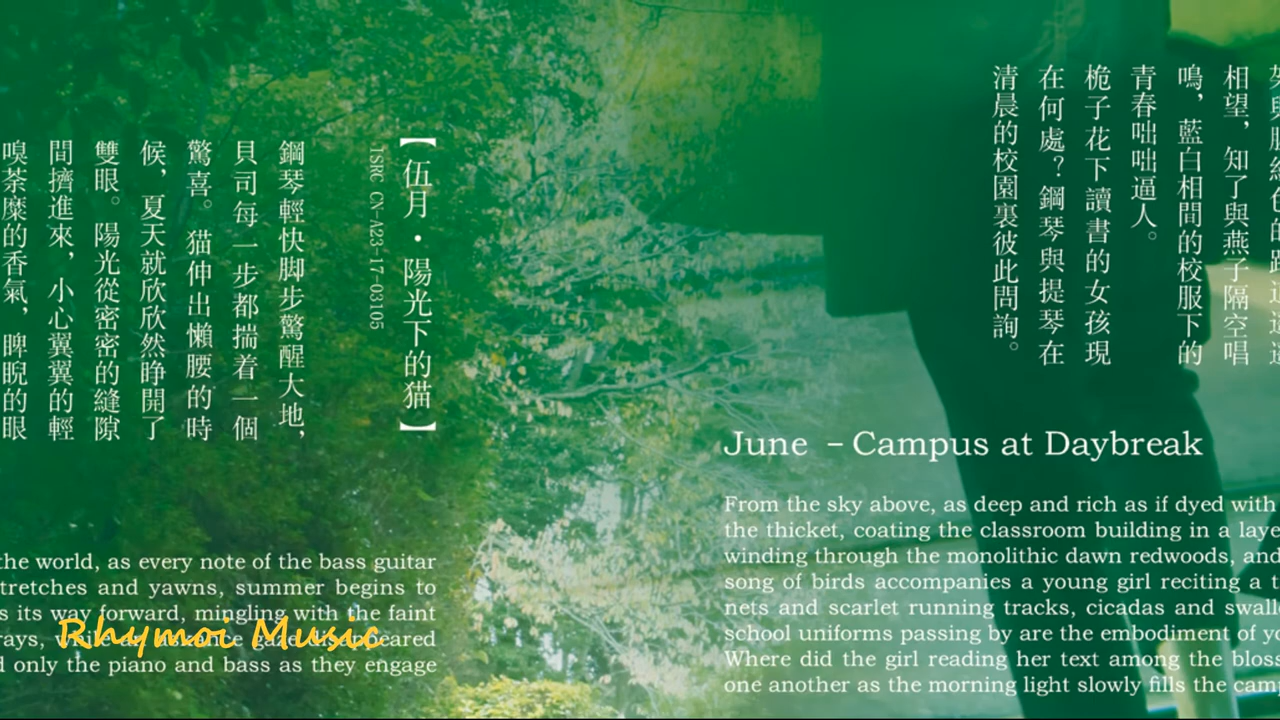 相望，知了與燕子隔空唱
鳴，藍白相間的校服下的
青春咄咄逼人。
桅子花下讀書的女孩現
在何處？鋼琴與提琴在
清晨的校園裏彼此問詢。
June – Campus at Daybreak
From the sky above, as deep and rich as if dyed with
the thicket, coating the classroom building in a laye
winding through the monolithic dawn redwoods, and
song of birds accompanies a young girl reciting a t
nets and scarlet running tracks, cicadas and swall
school uniforms passing by are the embodiment of yo
Where did the girl reading her text among the bloss
one another as the morning light slowly fills the cam
【伍月·陽光下的猫】
ISRC CN-A23-17-03105
鋼琴輕快脚步驚醒大地，
貝司每一步都揣着一個
驚喜。猫伸出懶腰的時
候，夏天就欣欣然睁開了
雙眼。陽光從密密的縫隙
間擠進來，小心翼翼的輕
嗅荼糜的香氣，睥睨的眼
the world, as every note of the bass guitar
tretches and yawns, summer begins to
s its way forward, mingling with the faint
rays,
only the piano and bass as they engage
Rhymoi Music